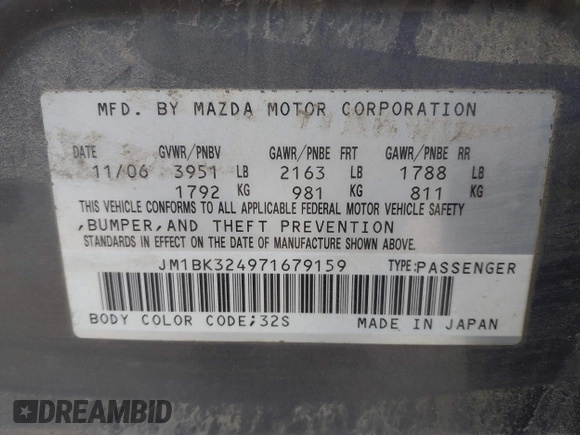 MFD. BY MAZDA MOTOR CORPORATION
DATE GVWR/PNBV GAWR/PNBE FRT GAWR/PNBE RR
11/06 3951 LB 2163 LB 1788 LB
1792 KG 981 KG 811 KG
THIS VEHICLE CONFORMS TO ALL APPLICABLE FEDERAL MOTOR VEHICLE SAFETY
,BUMPER,AND THEFT PREVENTION
STANDARDS IN EFFECT ON THE DATE OF MANUFACTURE SHOWN ABOVE.
JM1BK324971679159 TYPE:PASSENGER
BODY COLOR CODE;32S MADE IN JAPAN
DREAMBID